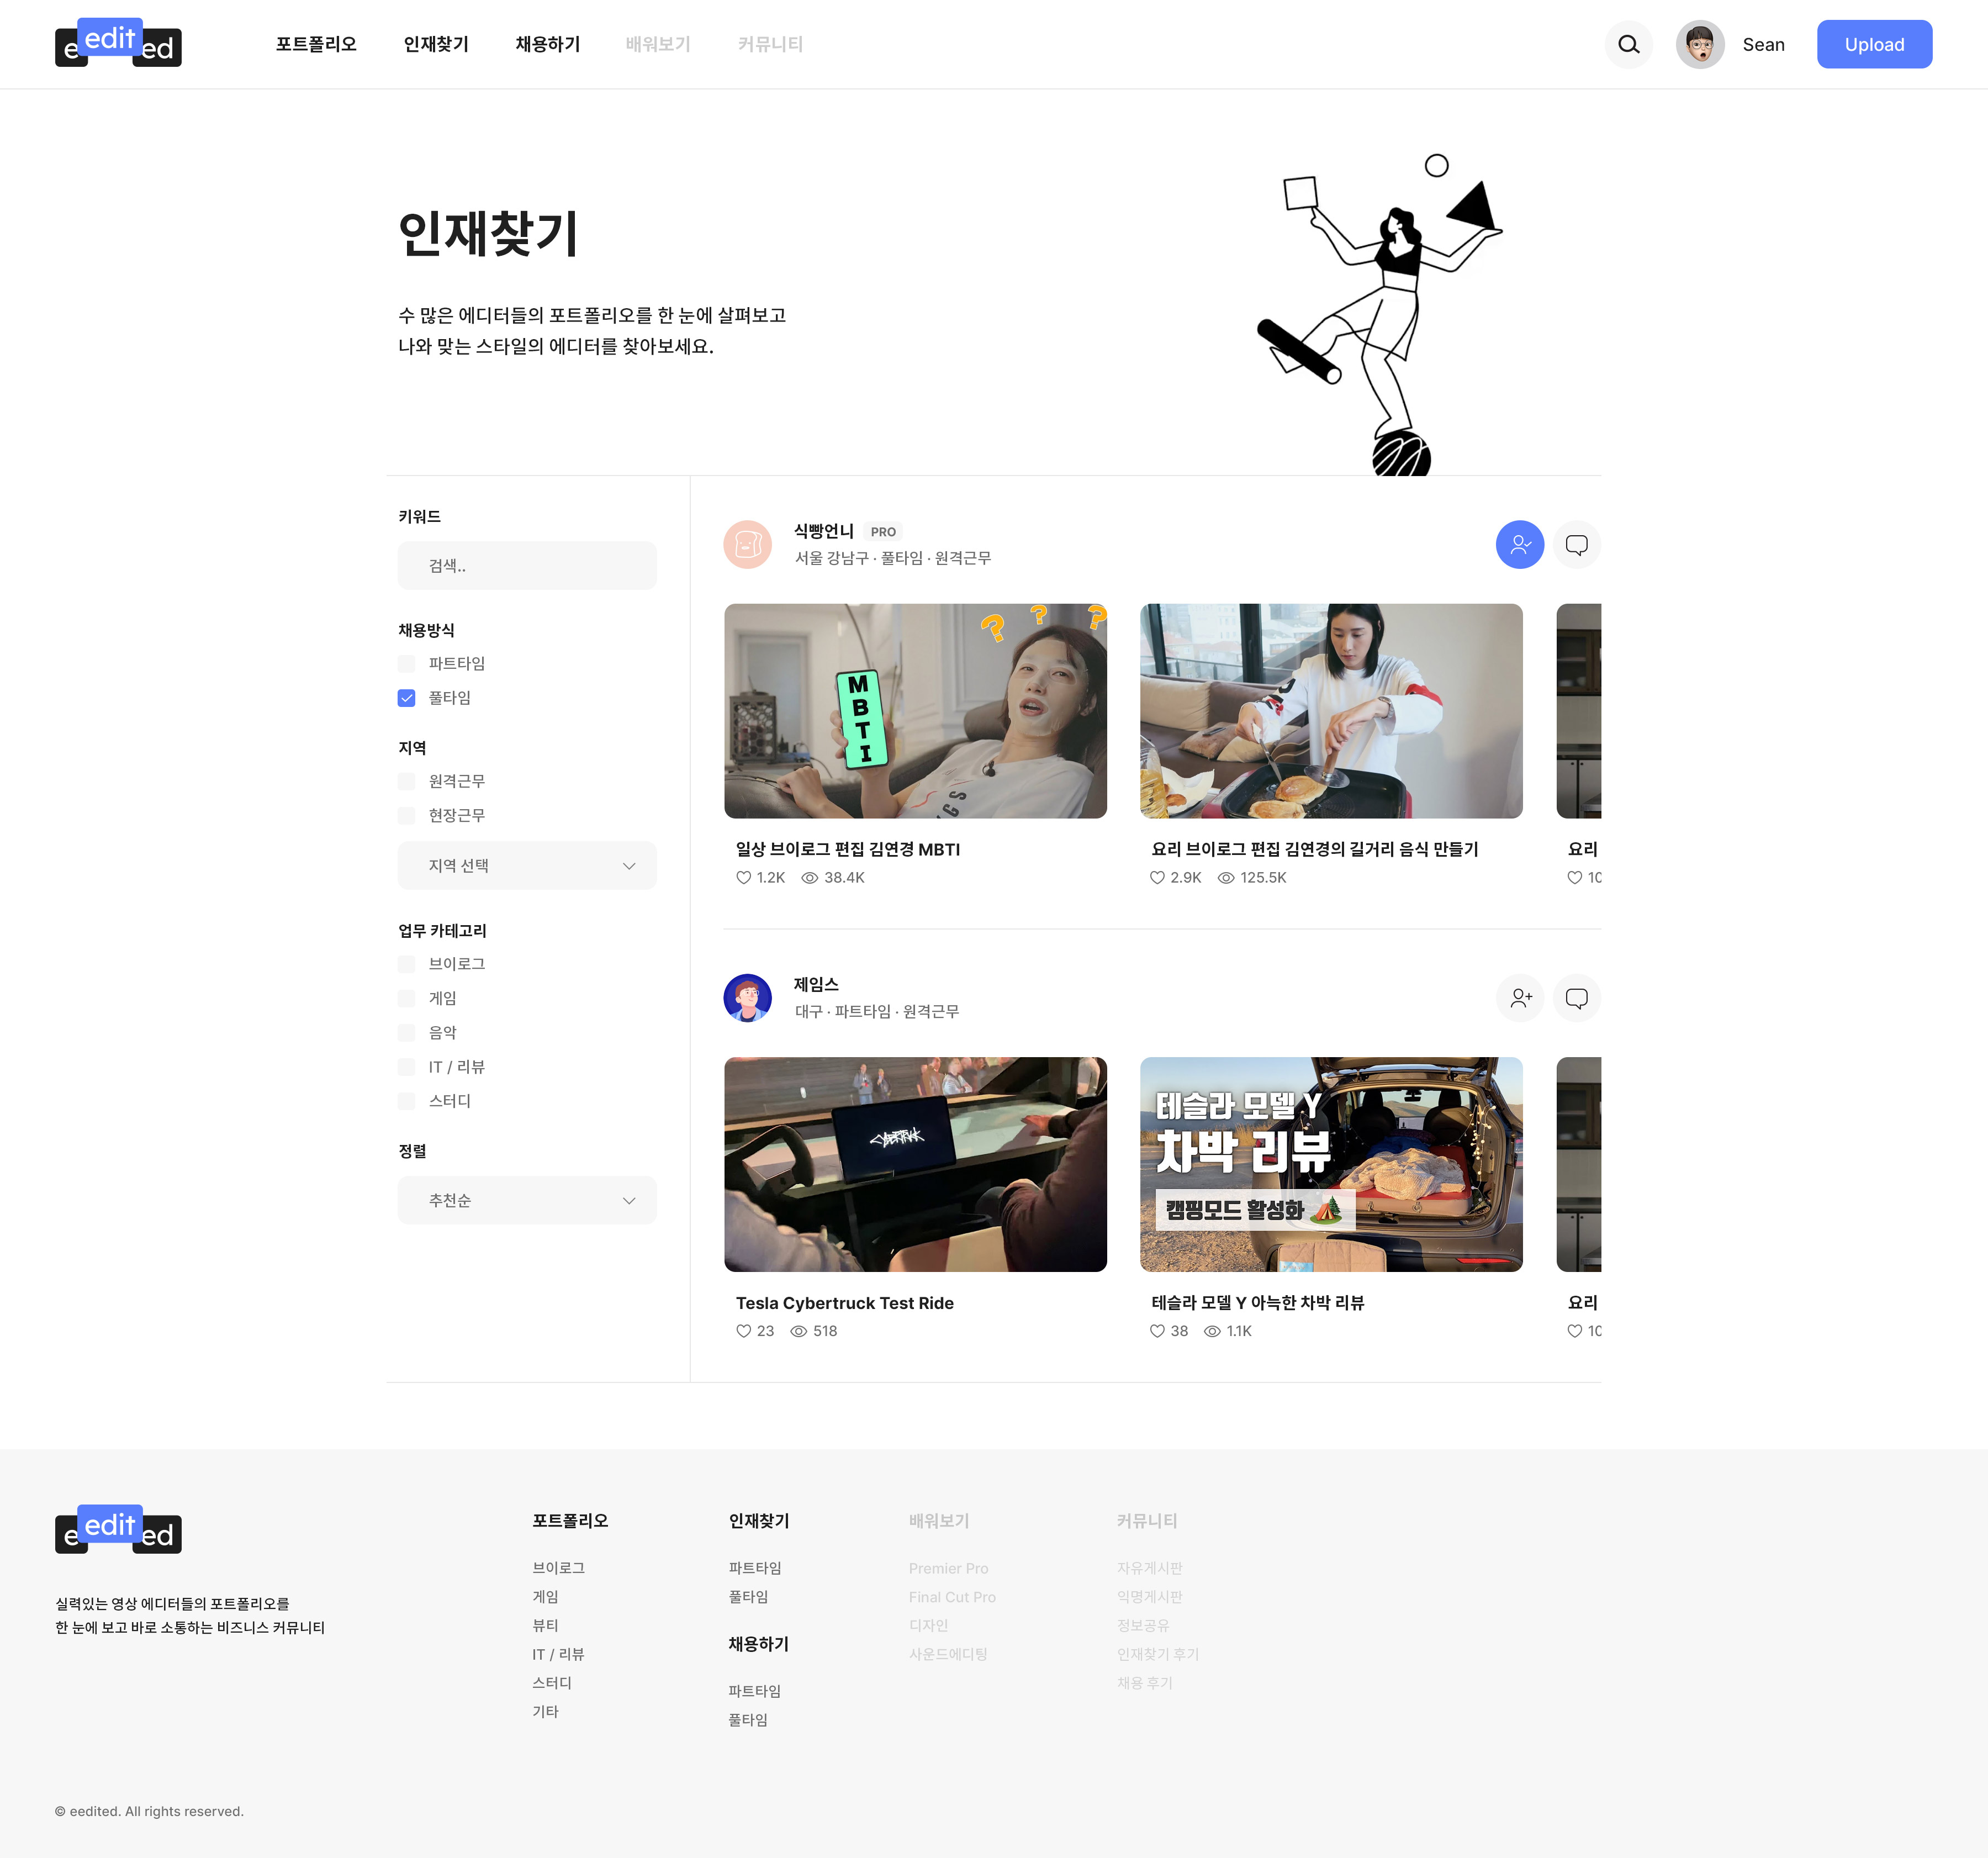 eedited
포트폴리오
인재찾기
채용하기
배워보기
커뮤니티
Sean
Upload
인재찾기
수 많은 에디터들의 포트폴리오를 한 눈에 살펴보고
나와 맞는 스타일의 에디터를 찾아보세요.
키워드
검색..
채용방식
파트타임
풀타임
지역
원격근무
현장근무
지역 선택
업무 카테고리
브이로그
게임
음악
IT / 리뷰
스터디
정렬
추천순
식빵언니 PRO
서울 강남구 · 풀타임 · 원격근무
? ? ?
MBTI
일상 브이로그 편집 김연경 MBTI
1.2K 38.4K
요리 브이로그 편집 김연경의 길거리 음식 만들기
2.9K 125.5K
요리
10
제임스
대구 · 파트타임 · 원격근무
CYBERTRUCK
테슬라 모델 Y
차박 리뷰
캠핑모드 활성화
Tesla Cybertruck Test Ride
23 518
테슬라 모델 Y 아늑한 차박 리뷰
38 1.1K
요리
10
eedited
실력있는 영상 에디터들의 포트폴리오를
한 눈에 보고 바로 소통하는 비즈니스 커뮤니티
포트폴리오
브이로그
게임
뷰티
IT / 리뷰
스터디
기타
인재찾기
파트타임
풀타임
채용하기
파트타임
풀타임
배워보기
Premier Pro
Final Cut Pro
디자인
사운드에디팅
커뮤니티
자유게시판
익명게시판
정보공유
인재찾기 후기
채용 후기
© eedited. All rights reserved.